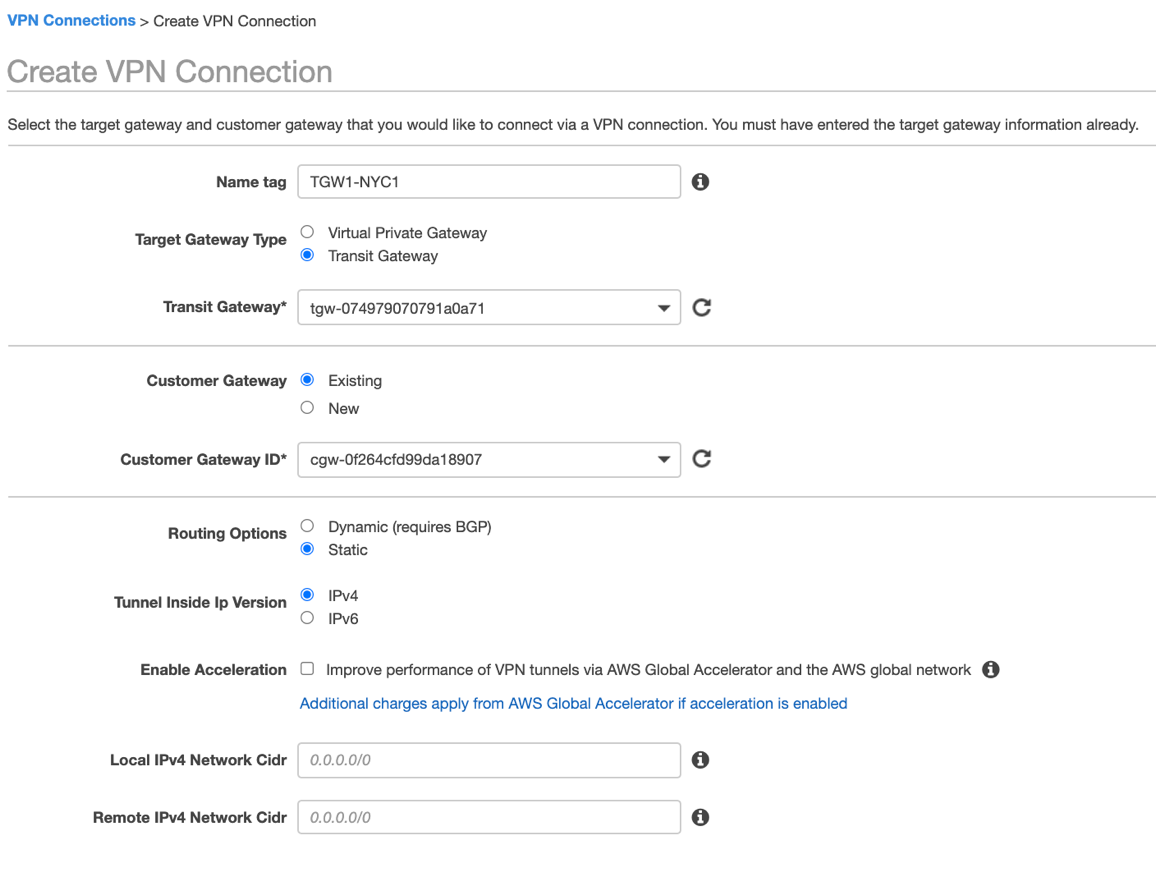 VPN Connections > Create VPN Connection
Create VPN Connection
Select the target gateway and customer gateway that you would like to connect via a VPN connection. You must have entered the target gateway information already.
Name tag TGW1-NYC1
Target Gateway Type Virtual Private Gateway
Transit Gateway
Transit Gateway* tgw-074979070791a0a71
Customer Gateway Existing
New
Customer Gateway ID* cgw-0f264cfd99da18907
Routing Options Dynamic (requires BGP)
Static
Tunnel Inside Ip Version IPv4
IPv6
Enable Acceleration Improve performance of VPN tunnels via AWS Global Accelerator and the AWS global network
Additional charges apply from AWS Global Accelerator if acceleration is enabled
Local IPv4 Network Cidr 0.0.0.0/0
Remote IPv4 Network Cidr 0.0.0.0/0